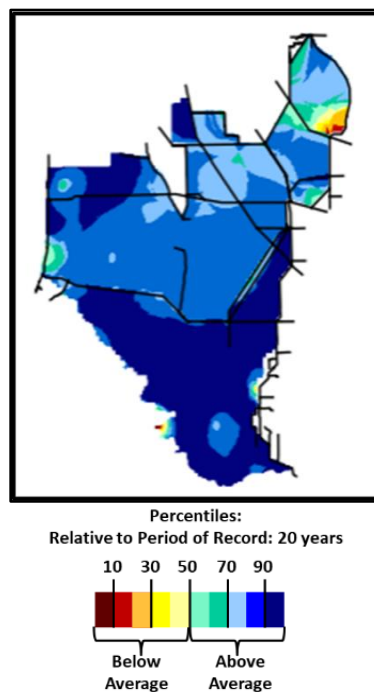 Percentiles:
Relative to Period of Record: 20 years
10 30 50 70 90
Below Above
Average Average